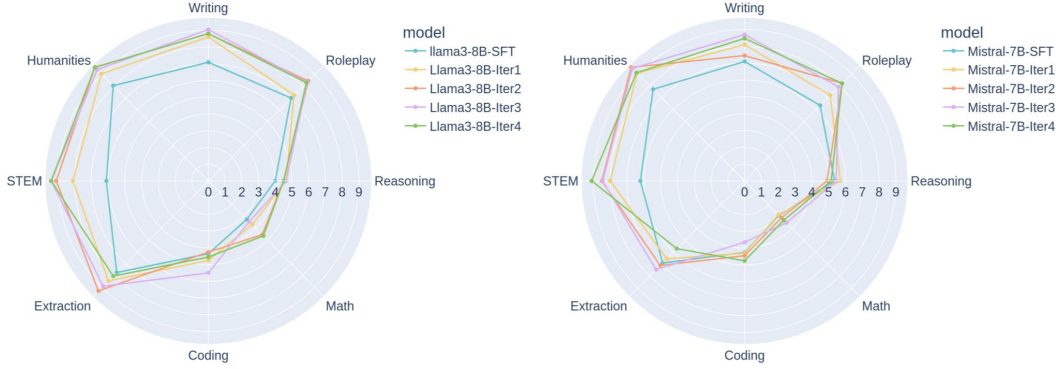 Writing
model
llama3-8B-SFT
Llama3-8B-Iter1
Llama3-8B-Iter2
Llama3-8B-Iter3
Llama3-8B-Iter4
Humanities
Roleplay
STEM
0 1 2 3 4 5 6 7 8 9
Reasoning
Extraction
Math
Coding
Writing
model
Mistral-7B-SFT
Mistral-7B-Iter1
Mistral-7B-Iter2
Mistral-7B-Iter3
Mistral-7B-Iter4
Humanities
Roleplay
STEM
0 1 2 3 4 5 6 7 8 9
Reasoning
Extraction
Math
Coding